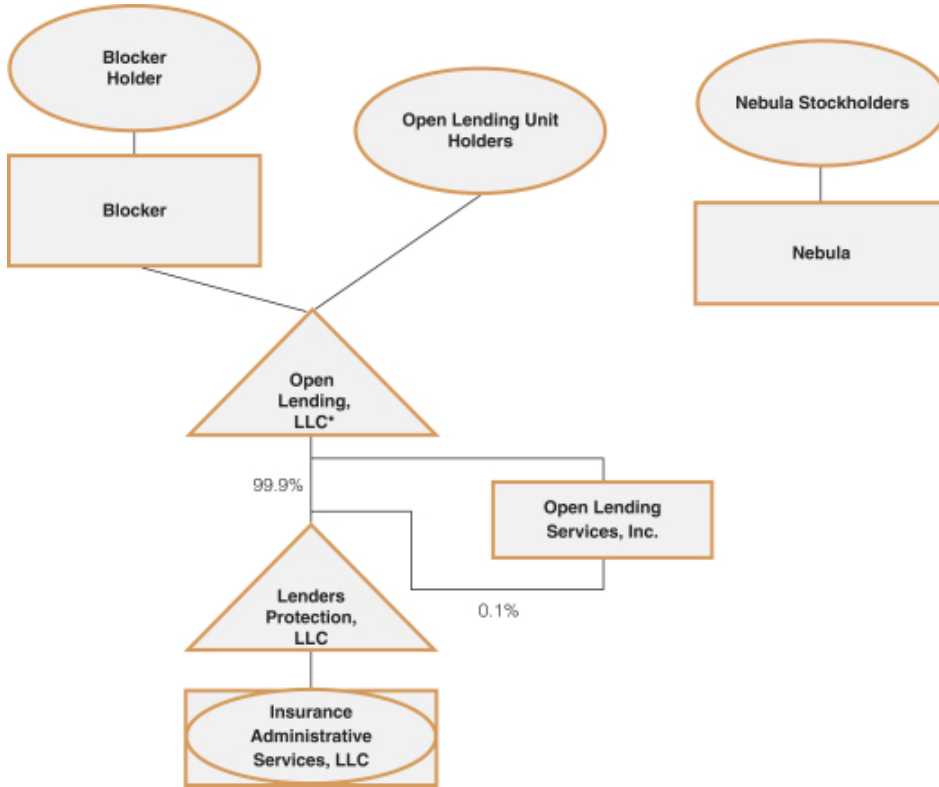 Blocker
Holder
Open Lending Unit
Holders
Nebula Stockholders
Blocker
Nebula
Open
Lending,
LLC*
99.9%
Open Lending
Services, Inc.
Lenders
Protection,
LLC
0.1%
Insurance
Administrative
Services, LLC